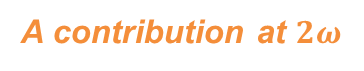 A contribution at 2ω